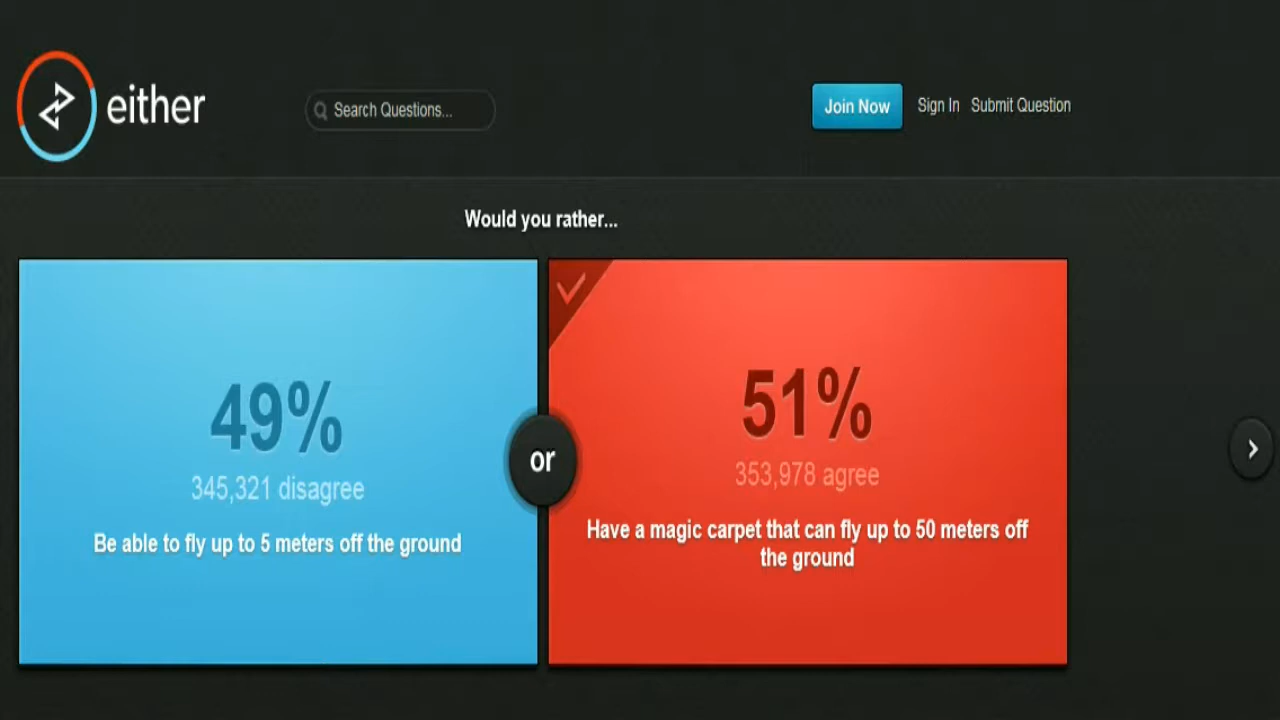 either
Search Questions...
Join Now
Sign In
Submit Question
Would you rather...
49%
345,321 disagree
Be able to fly up to 5 meters off the ground
or
51%
353,978 agree
Have a magic carpet that can fly up to 50 meters off
the ground